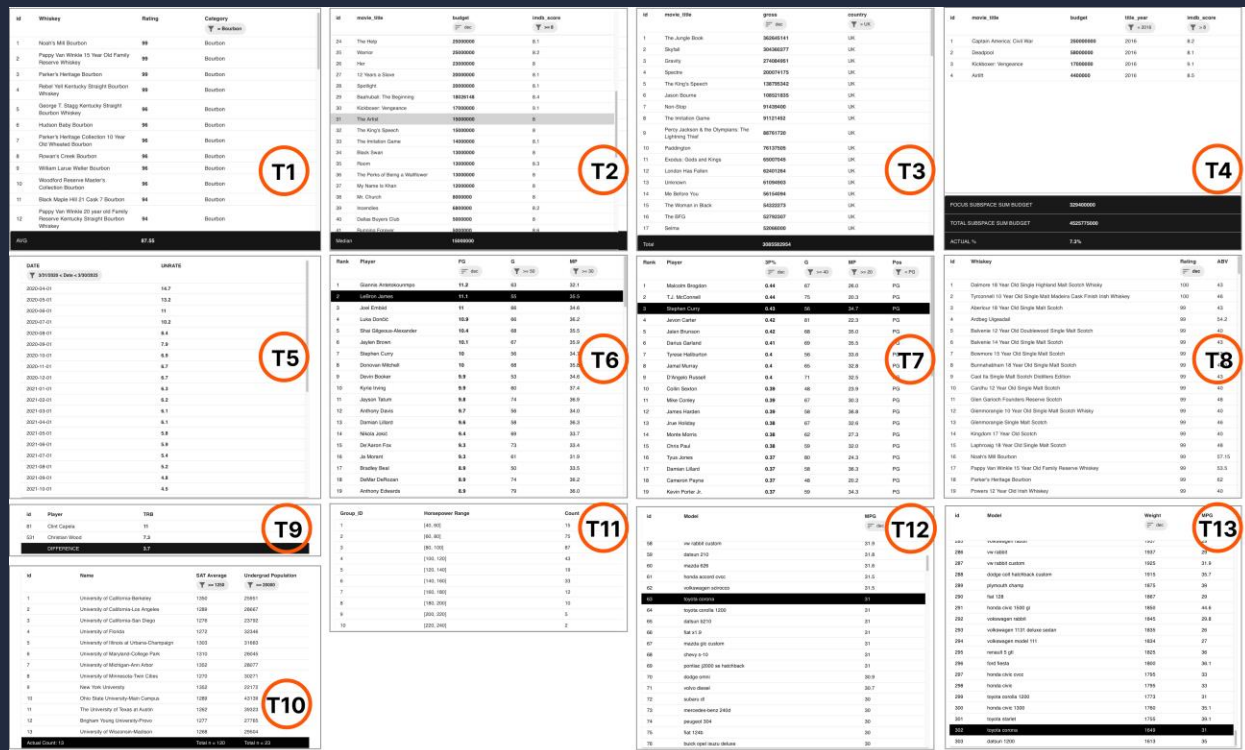 Id Whiskey Rating Category
= Bourbon
1 Noah's Mill Bourbon 99 Bourbon
2 Pappy Van Winkle 15 Year Old Family Reserve Whiskey 99 Bourbon
3 Parker's Heritage Bourbon 99 Bourbon
4 Rebel Yell Kentucky Straight Bourbon Whiskey 99 Bourbon
5 George T. Stagg Kentucky Straight Bourbon Whiskey Bourbon
6 Hudson Baby Bourbon Bourbon
7 Parker's Heritage Collection 10 Year Old Wheated Bourbon Bourbon
8 Rowan's Creek Bourbon Bourbon
9 William Larue Weller Bourbon Bourbon
10 Woodford Reserve Master's Collection Bourbon Bourbon
11 Black Maple Hill 21 Cask 7 Bourbon 94 Bourbon
12 Pappy Van Winkle 20 year old Family Reserve Kentucky Straight Bourbon Whiskey 94 Bourbon
AVG 87.55
T1
id movie_title budget imdb_score
dec >= 8
24 The Help 25000000 8.1
25 Warrior 25000000 8.2
26 Her 23000000 8
27 12 Years a Slave 20000000 8.1
28 Spotlight 20000000 8.1
29 Baahubali: The Beginning 18026148 8.4
30 Kickboxer: Vengeance 17000000 9.1
31 The Artist 15000000 8
32 The King's Speech 15000000 8
33 The Imitation Game 14000000 8.1
34 Black Swan 13000000 8
35 Room 13000000 8.3
36 The Perks of Being a Wallflower 13000000 8
37 My Name Is Khan 12000000 8
38 Mr. Church 8000000 8
39 Incendies 6800000 8.2
40 Dallas Buyers Club 5000000 8
41 Running Forever 5000000 8.6
Median 15000000
T2
id movie_title gross country
dec = UK
1 The Jungle Book 362645141 UK
2 Skyfall 304360277 UK
3 Gravity 274084951 UK
4 Spectre 200074175 UK
5 The King's Speech 138795342 UK
6 Jason Bourne 108521835 UK
7 Non-Stop 91439400 UK
8 The Imitation Game 91121452 UK
9 Percy Jackson & the Olympians: The Lightning Thief 88761720 UK
10 Paddington 76137505 UK
11 Exodus: Gods and Kings 65007045 UK
12 London Has Fallen 62401264 UK
13 Unknown 61094903 UK
14 Me Before You 56154094 UK
15 The Woman in Black 54322273 UK
16 The BFG 52792307 UK
17 Selma 52066000 UK
Total 3085582954
T3
id movie_title budget title_year imdb_score
= 2016 > 8
1 Captain America: Civil War 250000000 2016 8.2
2 Deadpool 58000000 2016 8.1
3 Kickboxer: Vengeance 17000000 2016 9.1
4 Airlift 4400000 2016 8.5
FOCUS SUBSPACE SUM BUDGET 329400000
TOTAL SUBSPACE SUM BUDGET 4525775000
ACTUAL % 7.3%
T4
DATE UNRATE
3/31/2020 < Date < 3/30/2023
2020-04-01 14.7
2020-05-01 13.2
2020-06-01 11
2020-07-01 10.2
2020-08-01 8.4
2020-09-01 7.9
2020-10-01 6.9
2020-11-01 6.7
2020-12-01 6.7
2021-01-01 6.3
2021-02-01 6.2
2021-03-01 6.1
2021-04-01 6.1
2021-05-01 5.8
2021-06-01 5.9
2021-07-01 5.4
2021-08-01 5.2
2021-09-01 4.8
2021-10-01 4.5
T5
Rank Player FG G MP
dec >= 50 >= 30
1 Giannis Antetokounmpo 11.2 63 32.1
2 LeBron James 11.1 55 35.5
3 Joel Embiid 11 66 34.6
4 Luka Dončić 10.9 66 36.2
5 Shai Gilgeous-Alexander 10.4 68 35.5
6 Jaylen Brown 10.1 67 35.9
7 Stephen Curry 10 56 34.7
8 Donovan Mitchell 10 68 35.8
9 Devin Booker 9.9 53 34.6
10 Kyrie Irving 9.9 60 37.4
11 Jayson Tatum 9.8 74 36.9
12 Anthony Davis 9.7 56 34.0
13 Damian Lillard 9.6 58 36.3
14 Nikola Jokić 9.4 69 33.7
15 De'Aaron Fox 9.3 73 33.4
16 Ja Morant 9.3 61 31.9
17 Bradley Beal 8.9 50 33.5
18 DeMar DeRozan 8.9 74 36.2
19 Anthony Edwards 8.9 79 36.0
T6
Rank Player 3P% G MP Pos
dec >= 40 >= 20 = PG
1 Malcolm Brogdon 0.44 67 26.0 PG
2 T.J. McConnell 0.44 75 20.3 PG
3 Stephen Curry 0.43 56 34.7 PG
4 Jevon Carter 0.42 81 22.3 PG
5 Jalen Brunson 0.42 68 35.0 PG
6 Darius Garland 0.41 69 35.5 PG
7 Tyrese Haliburton 0.4 56 33.6 PG
8 Jamal Murray 0.4 65 32.8 PG
9 D'Angelo Russell 0.4 71 32.5 PG
10 Collin Sexton 0.39 48 23.9 PG
11 Mike Conley 0.39 67 30.3 PG
12 James Harden 0.39 58 36.8 PG
13 Jrue Holiday 0.38 67 32.6 PG
14 Monte Morris 0.38 62 27.3 PG
15 Chris Paul 0.38 59 32.0 PG
16 Tyus Jones 0.37 80 24.3 PG
17 Damian Lillard 0.37 58 36.3 PG
18 Cameron Payne 0.37 48 20.2 PG
19 Kevin Porter Jr. 0.37 59 34.3 PG
T7
Id Whiskey Rating ABV
dec
1 Dalmore 18 Year Old Single Highland Malt Scotch Whisky 100 43
2 Tyrconnell 10 Year Old Single Malt Madeira Cask Finish Irish Whiskey 100 46
3 Aberlour 18 Year Old Single Malt Scotch 99 43
4 Ardbeg Uigeadail 99 54.2
5 Balvenie 12 Year Old Doublewood Single Malt Scotch 99 40
6 Balvenie 14 Year Old Single Malt Scotch 99 43
7 Bowmore 15 Year Old Single Malt Scotch 99 43
8 Bunnahabhain 18 Year Old Single Malt Scotch 99
9 Caol Ila Single Malt Scotch Distillers Edition 99 43
10 Cardhu 12 Year Old Single Malt Scotch 99 40
11 Glen Garioch Founders Reserve Scotch 99 48
12 Glenmorangie 10 Year Old Single Malt Scotch Whisky 99 40
13 Glenmorangie Single Malt Scotch 99 40
14 Kingdom 17 Year Old Scotch 99 40
15 Laphroaig 18 Year Old Single Malt Scotch 99 48
16 Noah's Mill Bourbon 99 57.15
17 Pappy Van Winkle 15 Year Old Family Reserve Whiskey 99 53.5
18 Parker's Heritage Bourbon 99 62
19 Powers 12 Year Old Irish Whiskey 99 40
T8
id Player TRB
81 Clint Capela 11
531 Christian Wood 7.3
DIFFERENCE 3.7
T9
id Name SAT Average Undergrad Population
>= 1250 >= 20000
1 University of California-Berkeley 1350 25951
2 University of California-Los Angeles 1289 28667
3 University of California-San Diego 1276 23792
4 University of Florida 1272 32346
5 University of Illinois at Urbana-Champaign 1303 31663
6 University of Maryland-College Park 1310 26043
7 University of Michigan-Ann Arbor 1352 28077
8 University of Minnesota-Twin Cities 1270 30271
9 New York University 1352 22172
10 Ohio State University-Main Campus 1288 43139
11 The University of Texas at Austin 1262 39323
12 Brigham Young University-Provo 1277 27765
13 University of Wisconsin-Madison 1288 29504
Actual Count: 13 Total n = 130 Total n = 33
T10
Group_ID Horsepower Range Count
1 [40, 60] 15
2 [60, 80] 75
3 [80, 100] 97
4 [100, 120] 43
5 [120, 140] 18
6 [140, 160] 33
7 [160, 180] 12
8 [180, 200] 10
9 [200, 220] 5
10 [220, 240] 2
T11
id Model MPG
dec
58 vw rabbit custom 31.9
59 datsun 210 31.8
60 mazda 626 31.6
61 honda accord cvcc 31.5
62 volkswagen scirocco 31.5
63 toyota corona 31
64 toyota corolla 1200 31
65 datsun b210 31
66 fiat x1.9 31
67 mazda glc custom 31
68 chevy s-10 31
69 pontiac j2000 se hatchback 31
70 dodge omni 30.9
71 volvo diesel 30.7
72 subaru dl 30
73 mercedes-benz 240d 30
74 peugeot 304 30
75 fiat 124b 30
76 buick opel isuzu deluxe 30
T12
id Model Weight MPG
dec
285 volkswagen rabbit 1937 29
286 vw rabbit 1937 29
287 vw rabbit custom 1925 31.9
288 dodge colt hatchback custom 1915 35.7
289 plymouth champ 1875 39
290 fiat 128 1867 29
291 honda civic 1500 gl 1850 44.6
292 volkswagen rabbit 1845 29.8
293 volkswagen 1131 deluxe sedan 1835 26
294 volkswagen model 111 1834 27
295 renault 5 gtl 1825 36
296 ford fiesta 1800 36.1
297 honda civic cvcc 1800 33
298 honda civic 1795 33
299 toyota corolla 1200 1773 31
300 honda civic 1300 1760 35.1
301 toyota starlet 1755 39.1
302 toyota corona 1649 31
303 datsun 1200 1613 35
T13